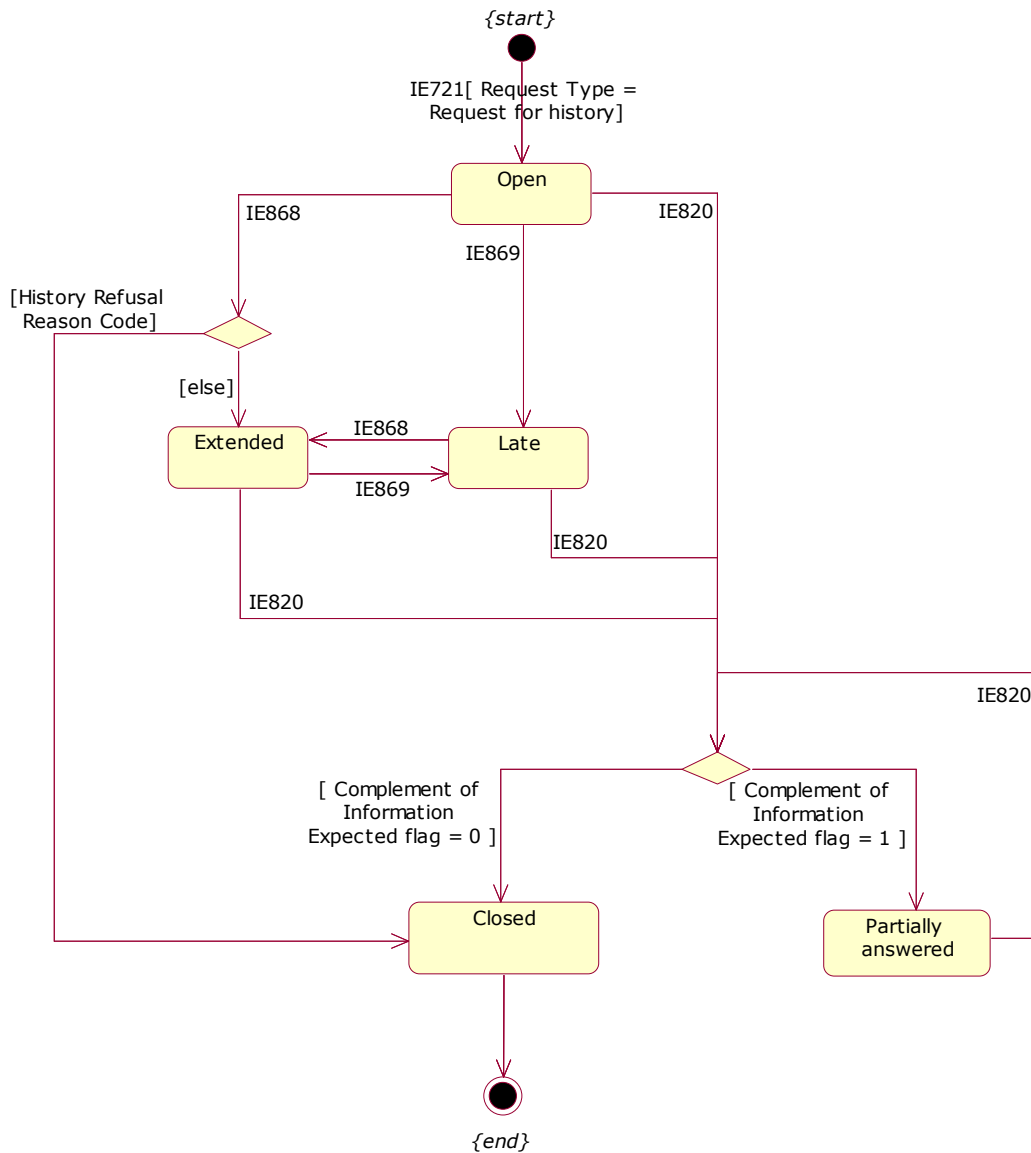 {start}
IE721[ Request Type =
Request for history]
Open
IE868
IE820
IE869
[History Refusal
Reason Code]
[else]
Extended
IE868
Late
IE869
IE820
IE820
IE820
[ Complement of
Information
Expected flag = 0 ]
[ Complement of
Information
Expected flag = 1 ]
Closed
Partially
answered
{end}